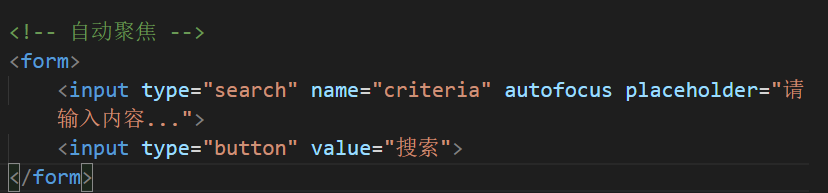 <!-- 自动聚焦 -->
<form>
<input type="search" name="criteria" autofocus placeholder="请
输入内容...">
<input type="button" value="搜索">
</form>